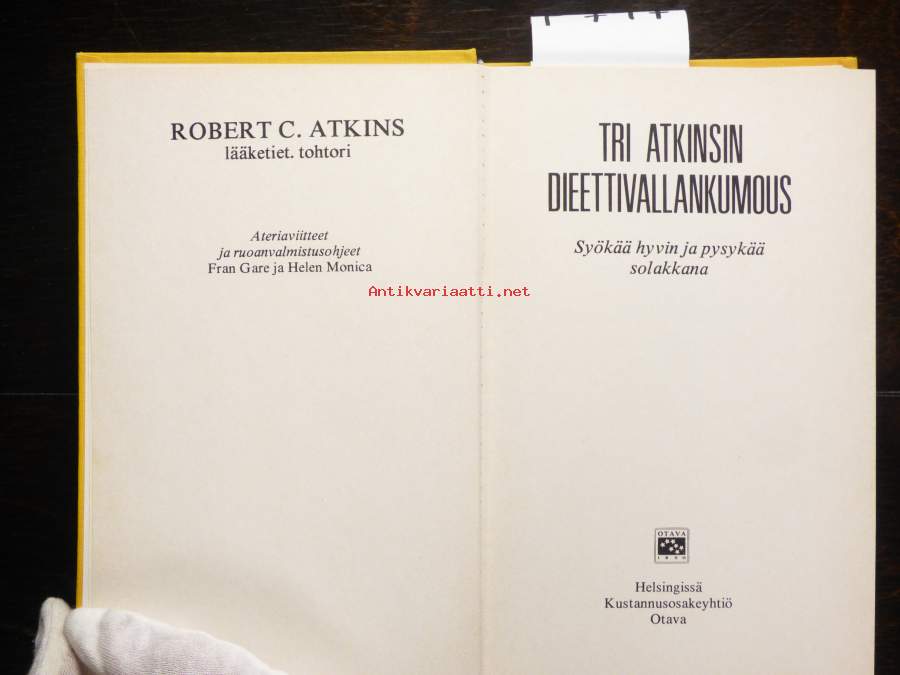 ROBERT C. ATKINS
lääketiet. tohtori
Ateriaviitteet
ja ruoanvalmistusohjeet
Fran Gare ja Helen Monica
Antikvariaatti.net
TRI ATKINSIN
DIEETTIVALLANKUMOUS
Syökää hyvin ja pysykää
solakkana
OTAVA
1890
Helsingissä
Kustannusosakeyhtiö
Otava